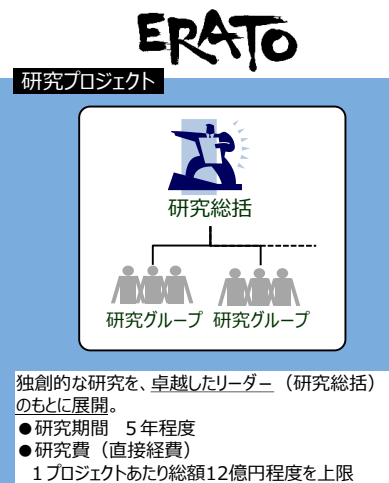 ERATO
研究プロジェクト
研究総括
研究グループ 研究グループ
独創的な研究を、卓越したリーダー（研究総括）
のもとに展開。
●研究期間　５年程度
●研究費（直接経費）
１プロジェクトあたり総額12億円程度を上限